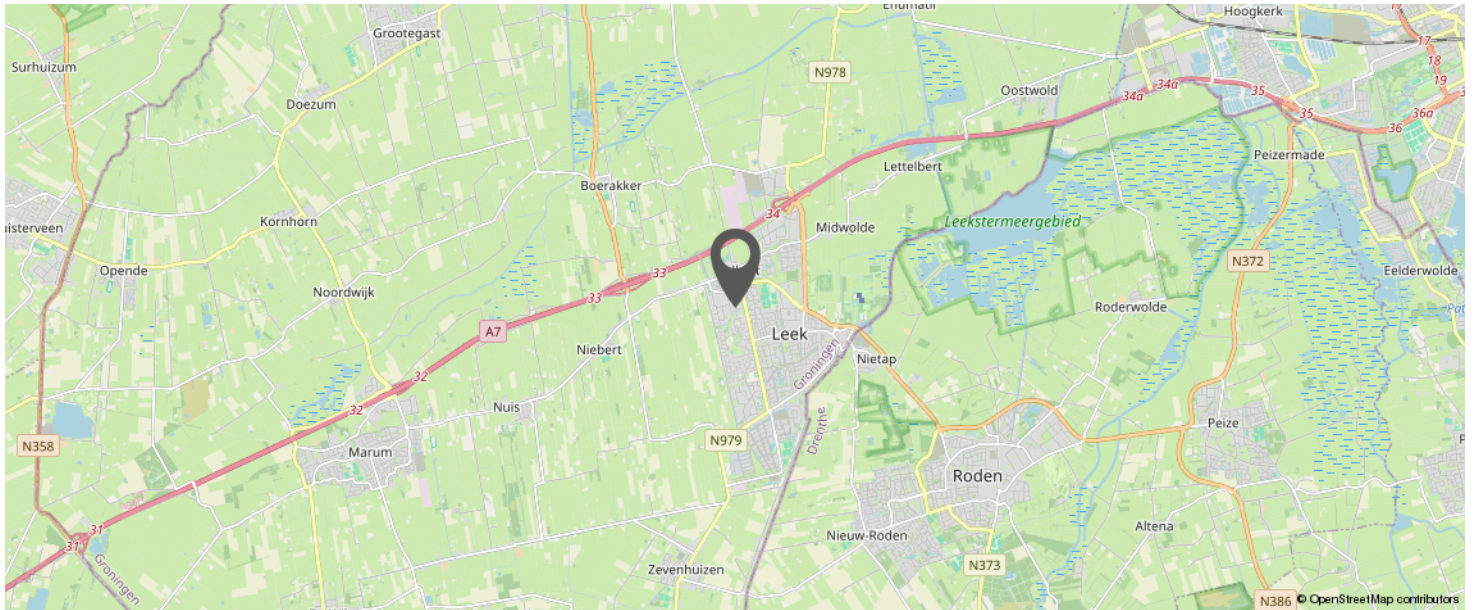 Hoogkerk
Grootegast
17
Surhuizum
18
N978
19
Oostwold
34a
34a
35
Doezum
35
36a
36
Peizermade
Lettelbert
Boerakker
34
Kornhorn
Midwolde
Leekstermeergebied
uisterveen
N372
Opende
33
Eelderwolde
Noordwijk
33
Roderwolde
A7
Leek
Niebert
Groningen
Nietap
32
32
Nuis
Peize
N358
N979
Drenthe
Marum
Roden
31
Altena
31
Nieuw-Roden
Groningen
Zevenhuizen
N373
N386
© OpenStreetMap contributors